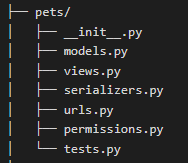 ├── pets/
│   ├── __init__.py
│   ├── models.py
│   ├── views.py
│   ├── serializers.py
│   ├── urls.py
│   ├── permissions.py
│   └── tests.py